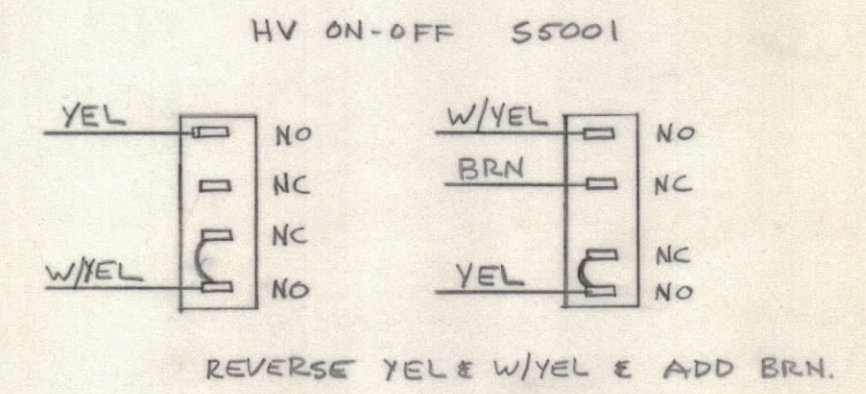 HV ON-OFF S5001
YEL NO
NC
NC
W/YEL NO
W/YEL NO
BRN NC
NC
YEL NO
REVERSE YEL & W/YEL & ADD BRN.